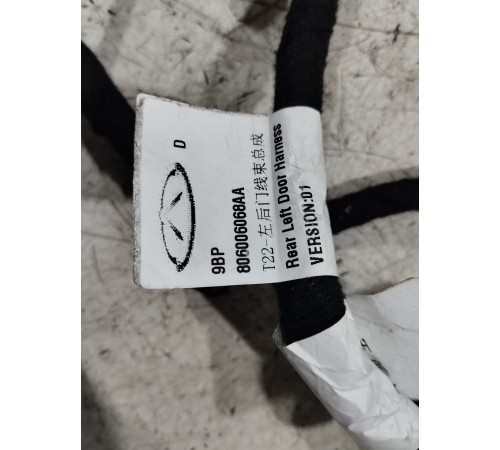 D
9BP
806006068AA
T22-左后门线束总成
Rear Left Door Harness
VERSION:01